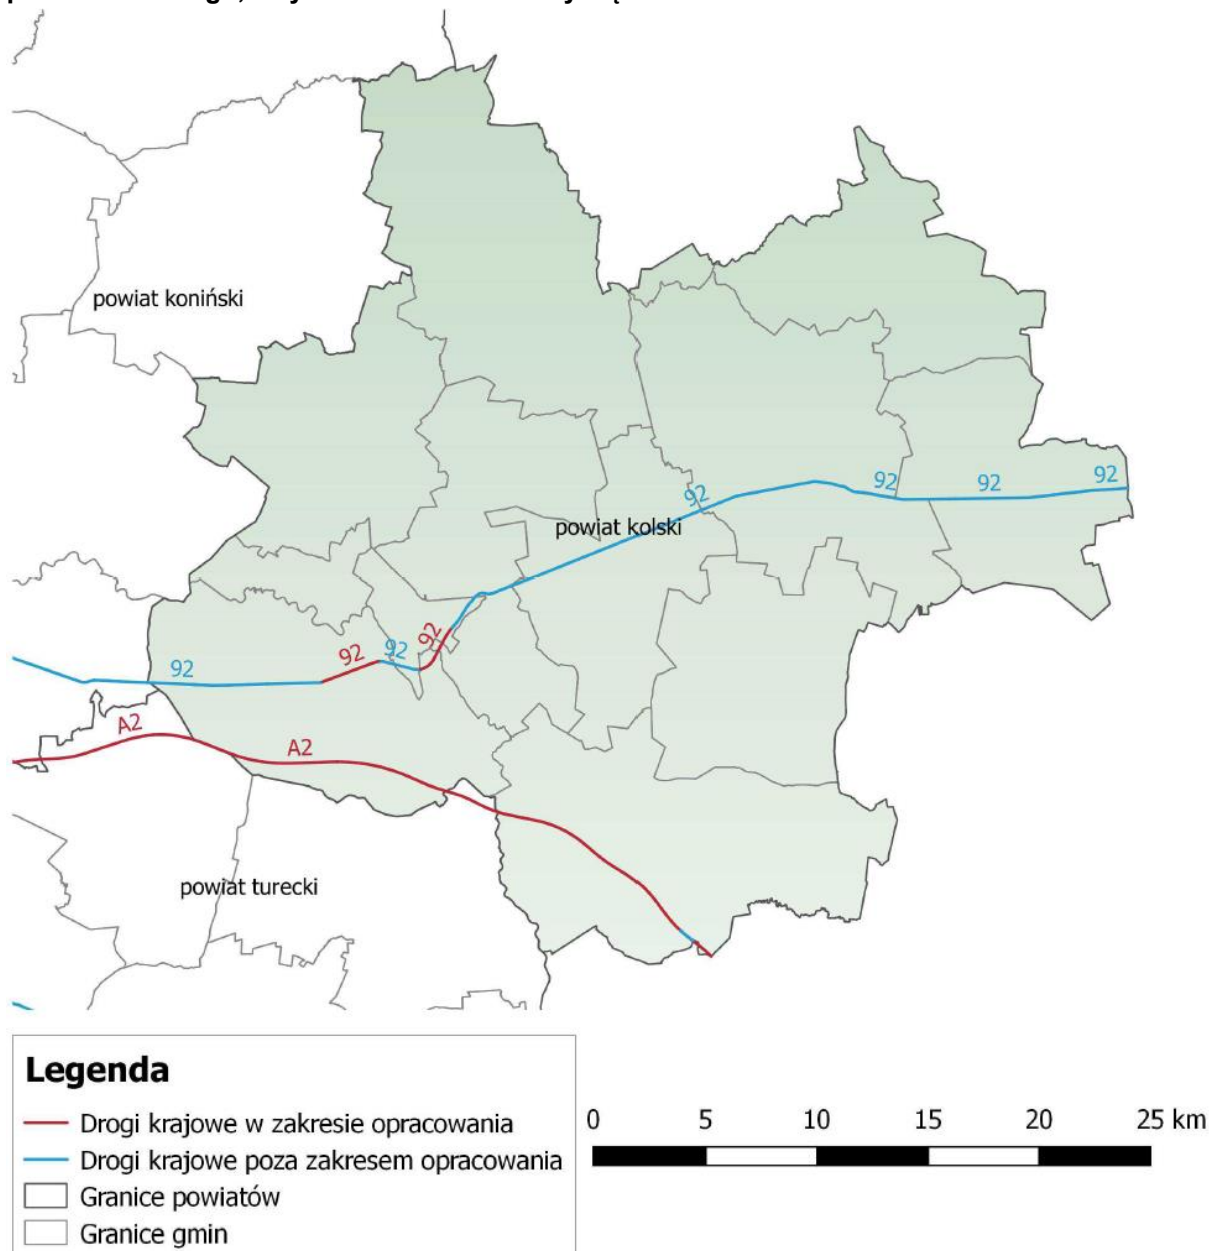 powiat koniński
92
92
92
92
powiat kolski
92
92
92
92
A2
A2
powiat turecki
Legenda
Drogi krajowe w zakresie opracowania
Drogi krajowe poza zakresem opracowania
Granice powiatów
Granice gmin
0 5 10 15 20 25 km